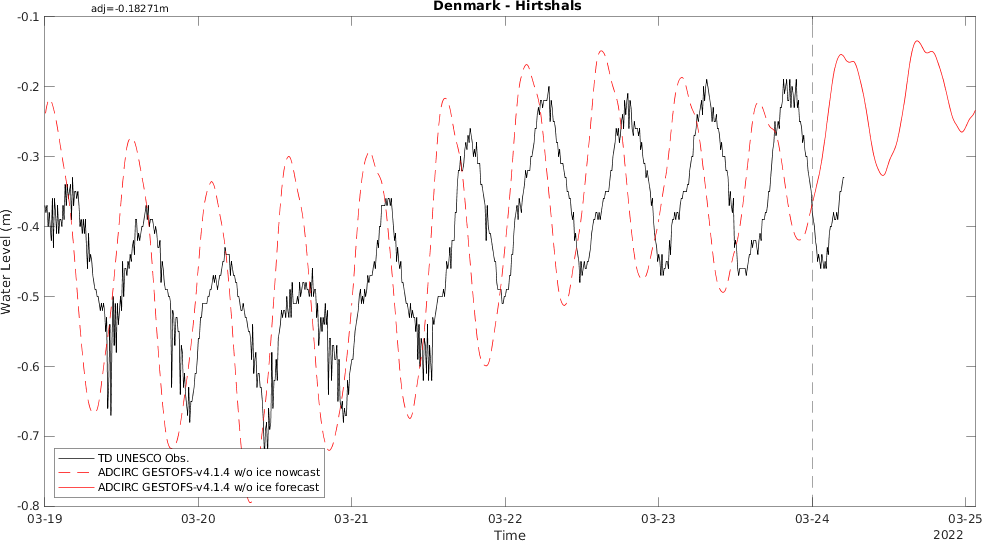 adj=-0.18271m
Denmark - Hirtshals
-0.1
-0.2
-0.3
-0.4
-0.5
-0.6
-0.7
-0.8
Water Level (m)
TD UNESCO Obs.
ADCIRC GESTOFS-v4.1.4 w/o ice nowcast
ADCIRC GESTOFS-v4.1.4 w/o ice forecast
03-19
03-20
03-21
03-22
03-23
03-24
03-25
Time
2022